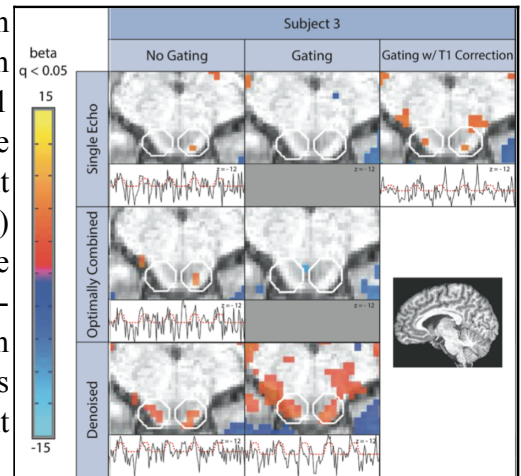 Subject 3
beta
q < 0.05
No Gating
Gating
Gating w/ T1 Correction
15
-15
Single Echo
z = -12
z = -12
Optimally Combined
z = -12
Denoised
z = -12
z = -12
n
n
1
e
t
)
e
-
n
s
t